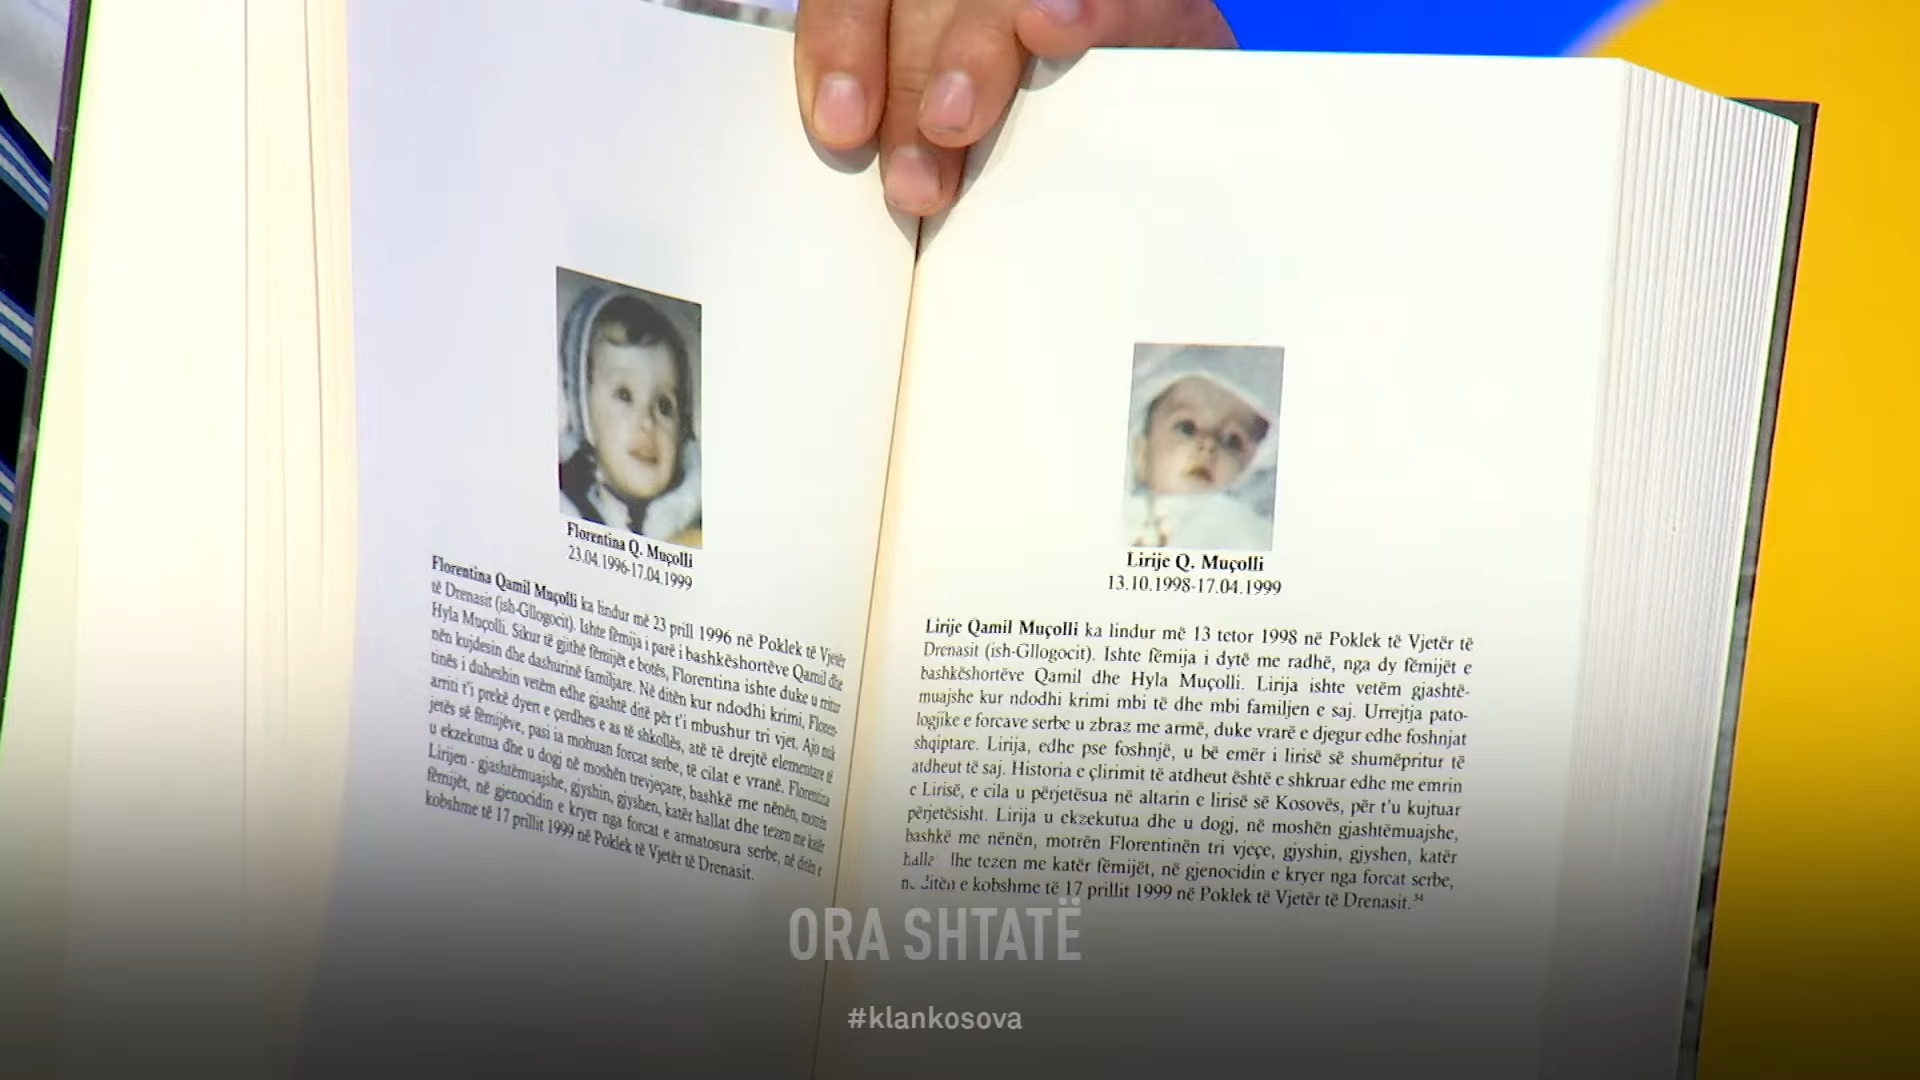 Florentina Q. Muçolli
23.04.1996-17.04.1999
Florentina Qamil Muçolli ka lindur më 23 prill 1996 në Poklek të Vjetër
të Drenasit (ish-Gllogocit). Ishte fëmija i parë i bashkëshortëve Qamil dhe
Hyla Muçolli. Sikur të gjithë fëmijët e botës, Florentina ishte duke u rritur
nën kujdesin dhe dashurinë familjare. Në ditën kur ndodhi krimi, Floren-
tinës i duheshin vetëm edhe gjashtë ditë për t'i mbushur tri vjet. Ajo nuk
arriti t'i prekë dyert e çerdhes e as të shkollës, atë të drejtë elementare të
jetës së fëmijëve, pasi ia mohuan forcat serbe, të cilat e vranë. Florentina
u ekzekutua dhe u dogj në moshën trevjeçare, bashkë me nënën, motrën
Lirijen - gjashtëmuajshe, gjyshin, gjyshen, katër hallat dhe tezen me katër
fëmijët, në gjenocidin e kryer nga forcat e armatosura serbe, në ditën e
kobshme të 17 prillit 1999 në Poklek të Vjetër të Drenasit.
Lirije Q. Muçolli
13.10.1998-17.04.1999
Lirije Qamil Muçolli ka lindur më 13 tetor 1998 në Poklek të Vjetër të
Drenasit (ish-Gllogocit). Ishte fëmija i dytë me radhë, nga dy fëmijët e
bashkëshortëve Qamil dhe Hyla Muçolli. Lirija ishte vetëm gjashtë-
muajshe kur ndodhi krimi mbi të dhe mbi familjen e saj. Urrejtja pato-
logjike e forcave serbe u zbraz me armë, duke vrarë e djegur edhe foshnjat
shqiptare. Lirija, edhe pse foshnjë, u bë emër i lirisë së shumëpritur të
atdheut të saj. Historia e çlirimit të atdheut është e shkruar edhe me emrin
e Lirisë, e cila u përjetësua në altarin e lirisë së Kosovës, për t'u kujtuar
përjetësisht. Lirija u ekzekutua dhe u dogj, në moshën gjashtëmuajshe,
bashkë me nënën, motrën Florentinën tri vjeçe, gjyshin, gjyshen, katër
tezen me katër fëmijët, në gjenocidin e kryer nga forcat serbe,
ditën e kobshme të 17 prillit 1999 në Poklek të Vjetër të Drenasit.³⁴
ORA SHTATË
#klankosova